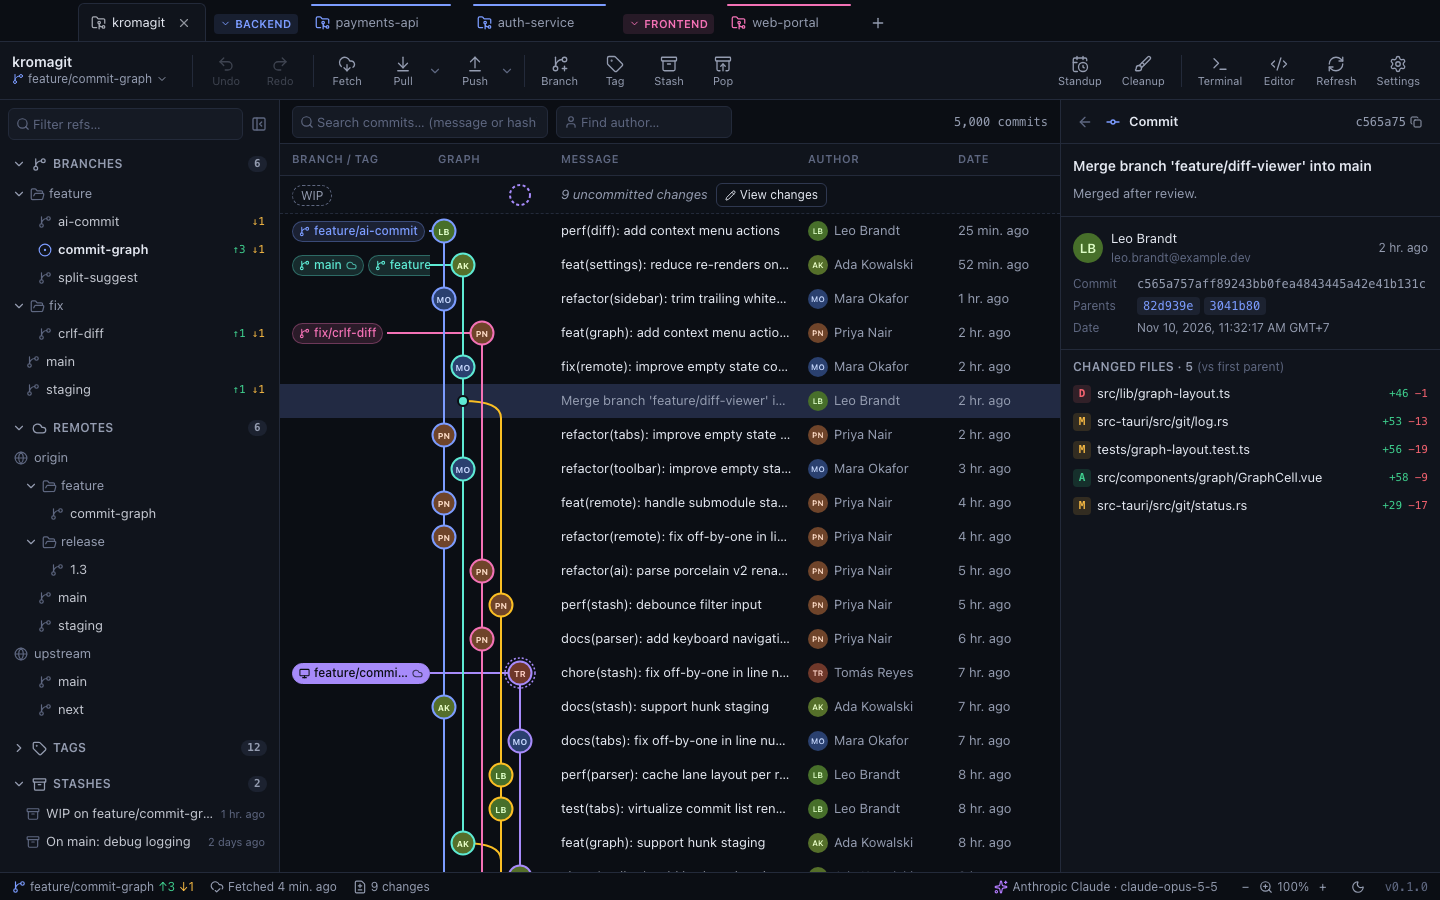 kromagit
BACKEND
payments-api
auth-service
FRONTEND
web-portal
kromagit
feature/commit-graph
Undo
Redo
Fetch
Pull
Push
Branch
Tag
Stash
Pop
Standup
Cleanup
Terminal
Editor
Refresh
Settings
Filter refs...
BRANCHES 6
feature
ai-commit ↓1
commit-graph ↑3 ↓1
split-suggest
fix
crlf-diff ↑1 ↓1
main
staging ↑1 ↓1
REMOTES 6
origin
feature
commit-graph
release
1.3
main
staging
upstream
main
next
TAGS 12
STASHES 2
WIP on feature/commit-gr... 1 hr. ago
On main: debug logging 2 days ago
Search commits... (message or hash
Find author...
5,000 commits
BRANCH / TAG GRAPH MESSAGE AUTHOR DATE
WIP 9 uncommitted changes View changes
feature/ai-commit LB perf(diff): add context menu actions LB Leo Brandt 25 min. ago
main feature AK feat(settings): reduce re-renders on... AK Ada Kowalski 52 min. ago
MO refactor(sidebar): trim trailing white... MO Mara Okafor 1 hr. ago
fix/crlf-diff PN feat(graph): add context menu actio... PN Priya Nair 2 hr. ago
MO fix(remote): improve empty state co... MO Mara Okafor 2 hr. ago
Merge branch 'feature/diff-viewer' i... LB Leo Brandt 2 hr. ago
PN refactor(tabs): improve empty state ... PN Priya Nair 2 hr. ago
MO refactor(toolbar): improve empty sta... MO Mara Okafor 3 hr. ago
PN feat(remote): handle submodule sta... PN Priya Nair 4 hr. ago
PN refactor(remote): fix off-by-one in li... PN Priya Nair 4 hr. ago
PN refactor(ai): parse porcelain v2 rena... PN Priya Nair 5 hr. ago
PN perf(stash): debounce filter input PN Priya Nair 5 hr. ago
PN docs(parser): add keyboard navigati... PN Priya Nair 6 hr. ago
feature/commi... TR chore(stash): fix off-by-one in line n... TR Tomás Reyes 7 hr. ago
AK docs(stash): support hunk staging AK Ada Kowalski 7 hr. ago
MO docs(tabs): fix off-by-one in line nu... MO Mara Okafor 7 hr. ago
LB perf(parser): cache lane layout per r... LB Leo Brandt 8 hr. ago
LB test(tabs): virtualize commit list ren... LB Leo Brandt 8 hr. ago
AK feat(graph): support hunk staging AK Ada Kowalski 8 hr. ago
Commit c565a75
Merge branch 'feature/diff-viewer' into main
Merged after review.
LB Leo Brandt 2 hr. ago
leo.brandt@example.dev
Commit c565a757aff89243bb0fea4843445a42e41b131c
Parents 82d939e 3041b80
Date Nov 10, 2026, 11:32:17 AM GMT+7
CHANGED FILES · 5 (vs first parent)
D src/lib/graph-layout.ts +46 −1
M src-tauri/src/git/log.rs +53 −13
M tests/graph-layout.test.ts +56 −19
A src/components/graph/GraphCell.vue +58 −9
M src-tauri/src/git/status.rs +29 −17
feature/commit-graph ↑3 ↓1 Fetched 4 min. ago 9 changes
Anthropic Claude · claude-opus-5-5 − 100% + v0.1.0